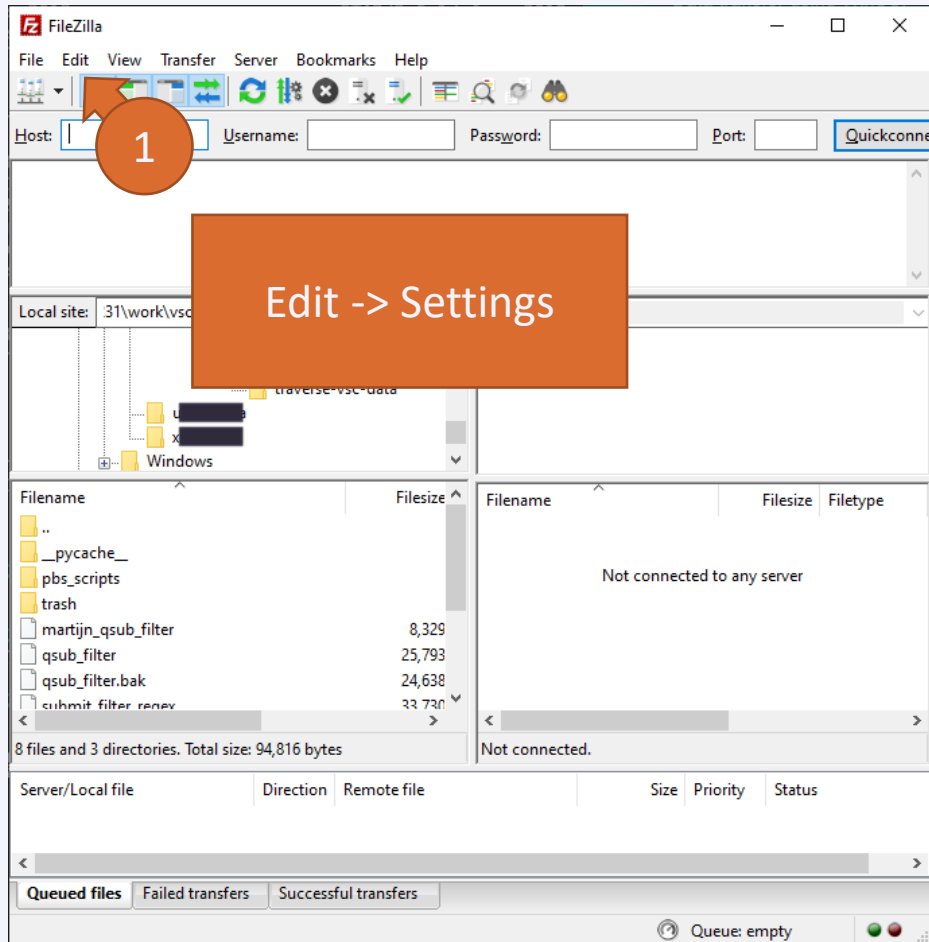 FileZilla
File Edit View Transfer Server Bookmarks Help
Host: Username: Password: Port: Quickconne
1
Edit -> Settings
Local site: 31\work\vsc
traverse-vsc-data
u
x
Windows
Filename Filesize Filename Filesize Filetype
..
__pycache__
pbs_scripts
trash
martijn_qsub_filter 8,329
qsub_filter 25,793
qsub_filter.bak 24,638
submit_filter_regex 33,730
Not connected to any server
8 files and 3 directories. Total size: 94,816 bytes Not connected.
Server/Local file Direction Remote file Size Priority Status
Queued files Failed transfers Successful transfers
Queue: empty